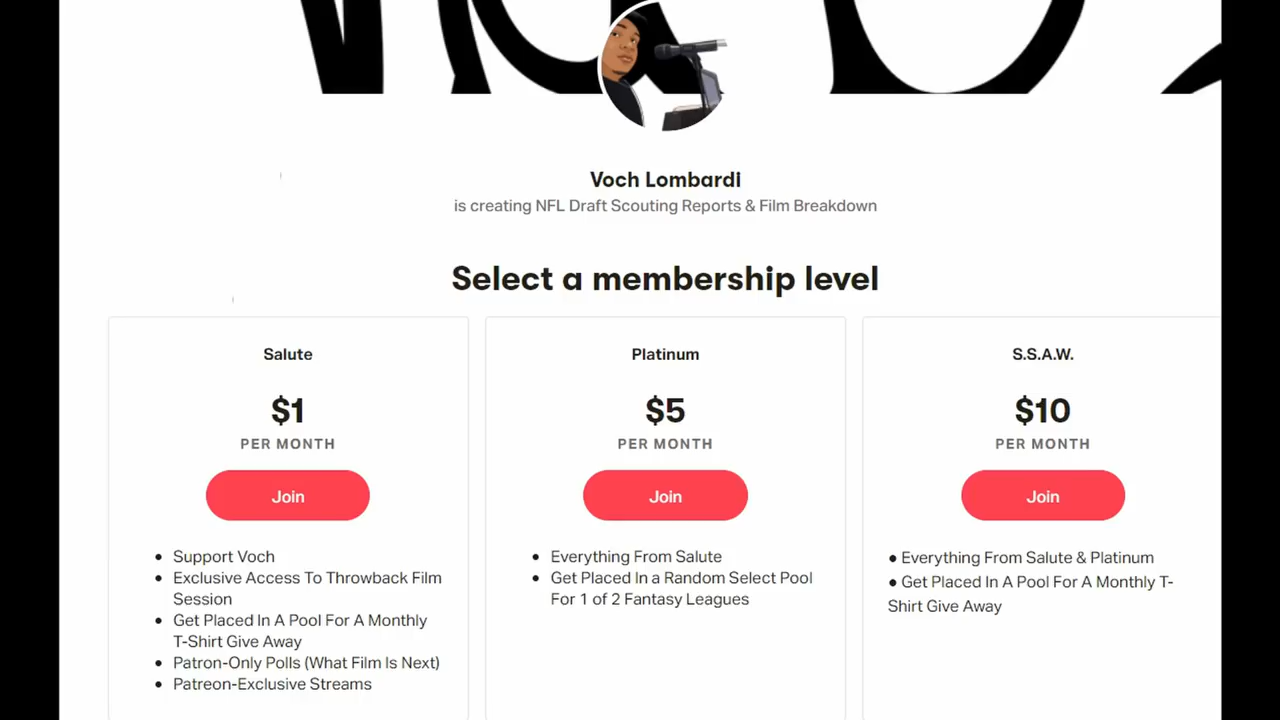 Voch Lombardi
is creating NFL Draft Scouting Reports & Film Breakdown
Select a membership level
Salute
$1
PER MONTH
Join
• Support Voch
• Exclusive Access To Throwback Film
Session
• Get Placed In A Pool For A Monthly
T-Shirt Give Away
• Patron-Only Polls (What Film Is Next)
• Patreon-Exclusive Streams
Platinum
$5
PER MONTH
Join
• Everything From Salute
• Get Placed In a Random Select Pool
For 1 of 2 Fantasy Leagues
S.S.A.W.
$10
PER MONTH
Join
● Everything From Salute & Platinum
● Get Placed In A Pool For A Monthly T-
Shirt Give Away